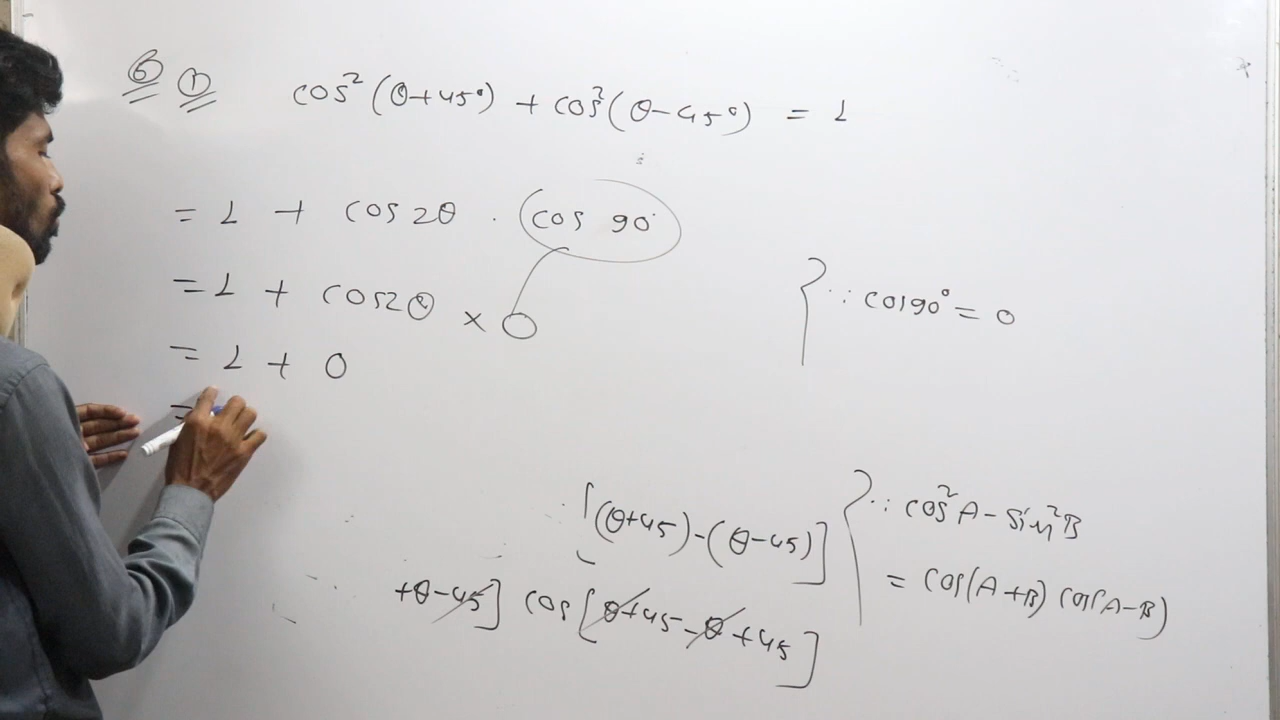 ⑥ ① cos²(θ+45°) + cos²(θ-45°) = 1
= 1 + cos2θ . cos 90°
= 1 + cos2θ × 0
∵ cos90° = 0
= 1 + 0
=
[(θ+45)-(θ-45)]
∵ cos²A - Sin²B
+θ-45] cos[θ+45-θ+45]
= cos(A+B) cos(A-B)